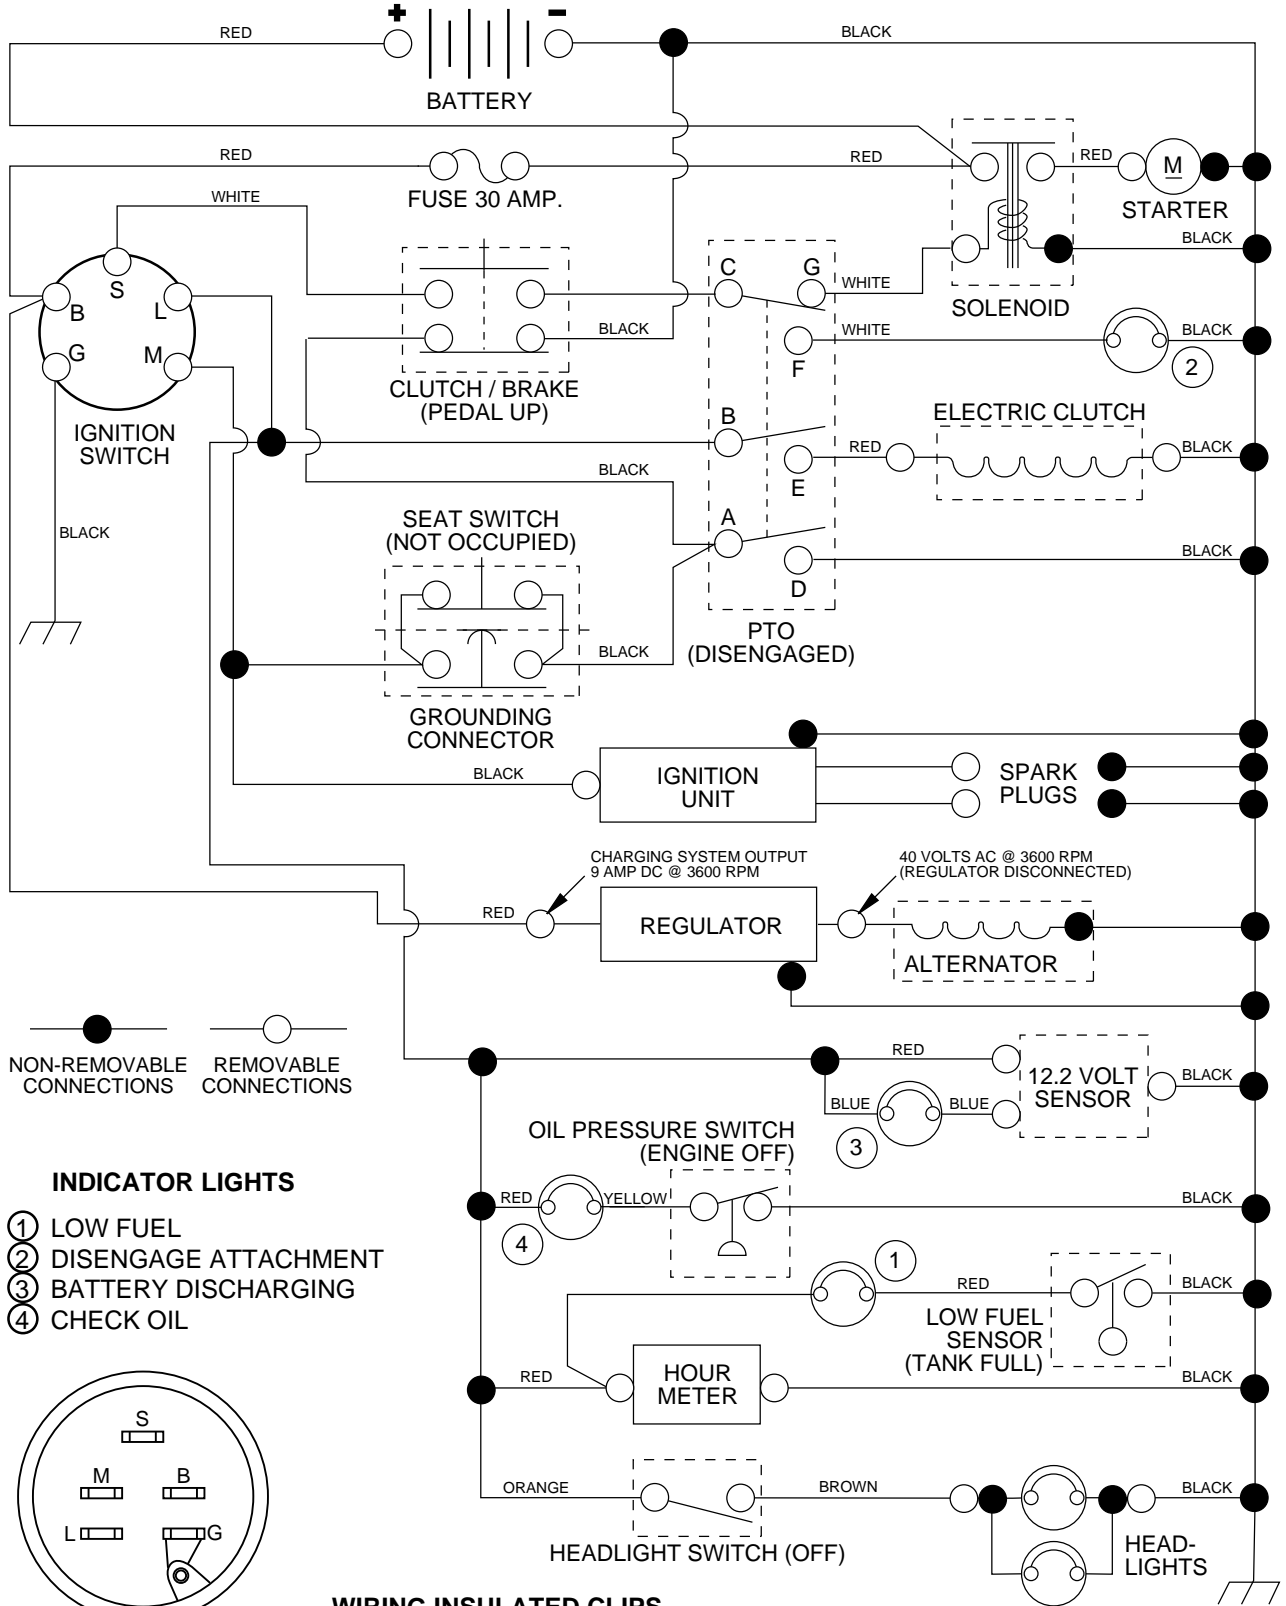 + -
RED
BLACK
BATTERY
RED
RED
RED
M
FUSE 30 AMP.
STARTER
WHITE
BLACK
S
B
L
G
M
C
G
WHITE
SOLENOID
BLACK
WHITE
BLACK
F
2
CLUTCH / BRAKE
(PEDAL UP)
IGNITION
SWITCH
B
ELECTRIC CLUTCH
RED
BLACK
E
BLACK
BLACK
SEAT SWITCH
(NOT OCCUPIED)
A
BLACK
D
PTO
(DISENGAGED)
BLACK
GROUNDING
CONNECTOR
BLACK
IGNITION
UNIT
SPARK
PLUGS
CHARGING SYSTEM OUTPUT
9 AMP DC @ 3600 RPM
40 VOLTS AC @ 3600 RPM
(REGULATOR DISCONNECTED)
RED
REGULATOR
ALTERNATOR
NON-REMOVABLE
CONNECTIONS
REMOVABLE
CONNECTIONS
RED
12.2 VOLT
SENSOR
BLACK
BLUE
BLUE
3
OIL PRESSURE SWITCH
(ENGINE OFF)
RED
YELLOW
BLACK
4
INDICATOR LIGHTS
1 LOW FUEL
2 DISENGAGE ATTACHMENT
3 BATTERY DISCHARGING
4 CHECK OIL
1
RED
BLACK
LOW FUEL
SENSOR
(TANK FULL)
RED
HOUR
METER
BLACK
S
M
B
L
G
ORANGE
BROWN
BLACK
HEADLIGHT SWITCH (OFF)
HEAD-
LIGHTS
WIRING INSULATED CLIPS